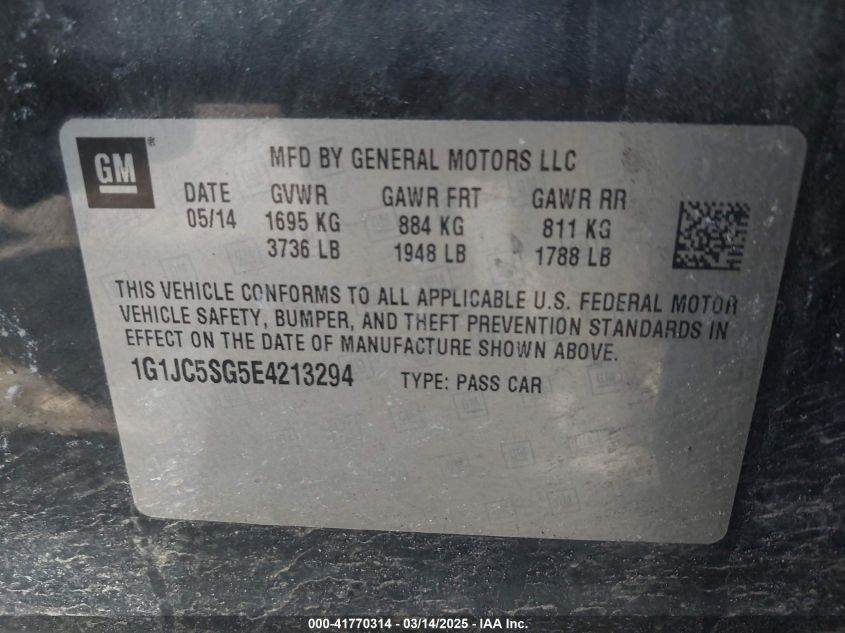 GM ®
MFD BY GENERAL MOTORS LLC
DATE GVWR GAWR FRT GAWR RR
05/14 1695 KG 884 KG 811 KG
3736 LB 1948 LB 1788 LB
THIS VEHICLE CONFORMS TO ALL APPLICABLE U.S. FEDERAL MOTOR
VEHICLE SAFETY, BUMPER, AND THEFT PREVENTION STANDARDS IN
EFFECT ON THE DATE OF MANUFACTURE SHOWN ABOVE.
1G1JC5SG5E4213294 TYPE: PASS CAR
000-41770314 - 03/14/2025 - IAA Inc.